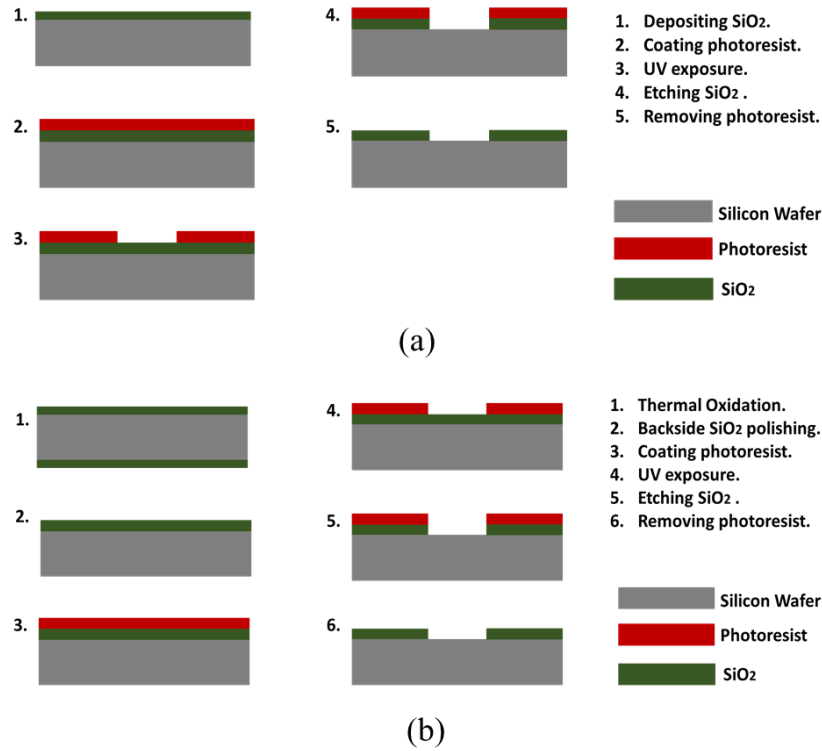 1.
2.
3.
4.
5.
1. Depositing SiO2.
2. Coating photoresist.
3. UV exposure.
4. Etching SiO2 .
5. Removing photoresist.
Silicon Wafer
Photoresist
SiO2
(a)
1.
2.
3.
4.
5.
6.
1. Thermal Oxidation.
2. Backside SiO2 polishing.
3. Coating photoresist.
4. UV exposure.
5. Etching SiO2 .
6. Removing photoresist.
Silicon Wafer
Photoresist
SiO2
(b)